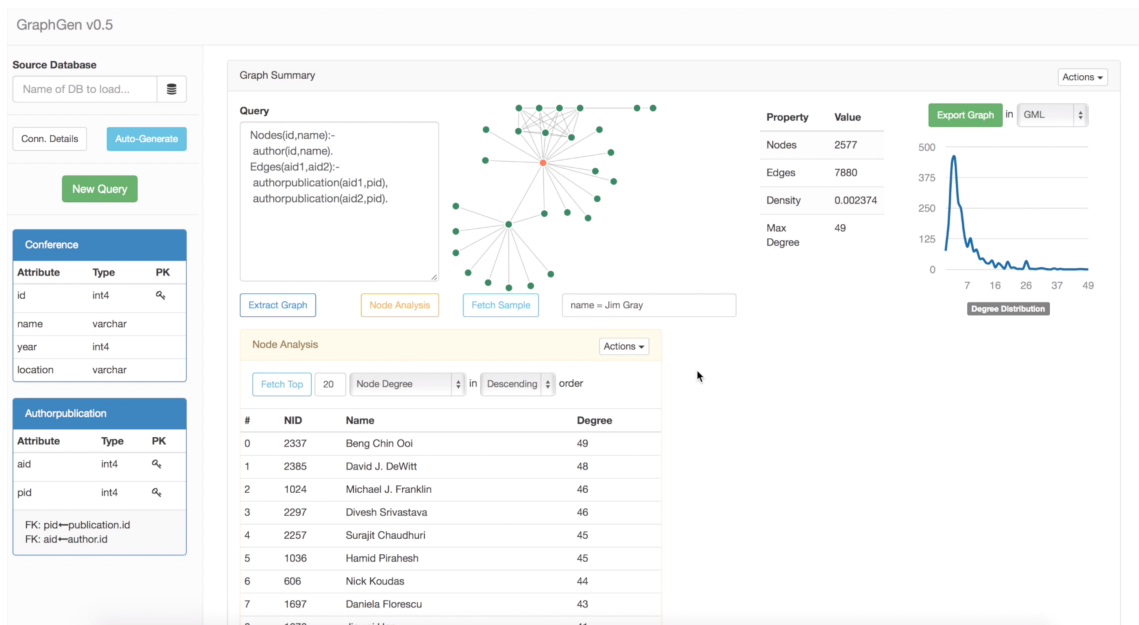 GraphGen v0.5
Source Database
Name of DB to load...
Conn. Details
Auto-Generate
New Query
Conference
Attribute Type PK
id int4
name varchar
year int4
location varchar
Authorpublication
Attribute Type PK
aid int4
pid int4
FK: pid←publication.id
FK: aid←author.id
Graph Summary
Actions
Query
Nodes(id,name):-
author(id,name).
Edges(aid1,aid2):-
authorpublication(aid1,pid),
authorpublication(aid2,pid).
Extract Graph
Node Analysis
Fetch Sample
name = Jim Gray
Property Value
Nodes 2577
Edges 7880
Density 0.002374
Max Degree 49
Export Graph in GML
500
375
250
125
0
7 16 26 37 49
Degree Distribution
Node Analysis
Actions
Fetch Top 20 Node Degree in Descending order
# NID Name Degree
0 2337 Beng Chin Ooi 49
1 2385 David J. DeWitt 48
2 1024 Michael J. Franklin 46
3 2297 Divesh Srivastava 46
4 2257 Surajit Chaudhuri 45
5 1036 Hamid Pirahesh 45
6 606 Nick Koudas 44
7 1697 Daniela Florescu 43